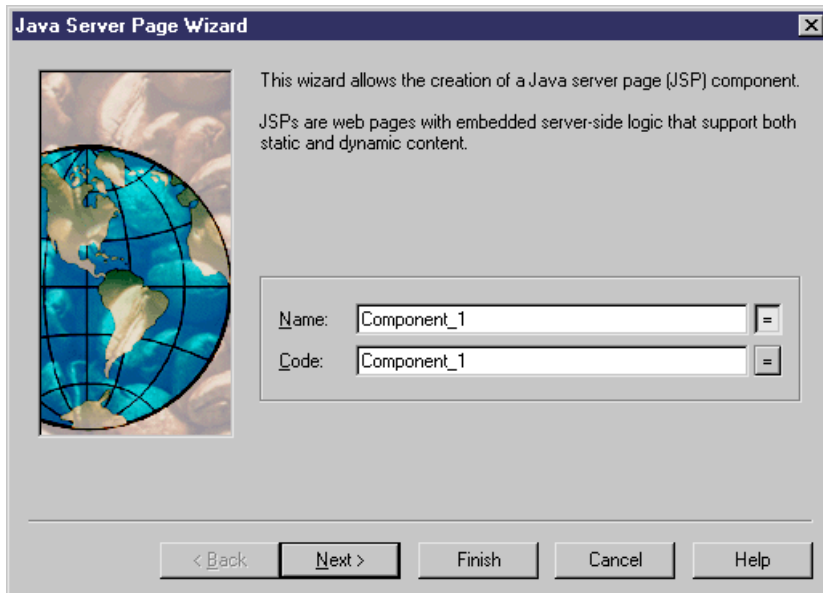 Java Server Page Wizard
This wizard allows the creation of a Java server page (JSP) component.
JSPs are web pages with embedded server-side logic that support both
static and dynamic content.
Name: Component_1 =
Code: Component_1 =
< Back Next > Finish Cancel Help